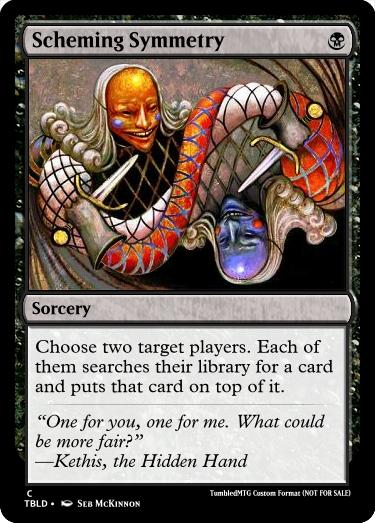 Scheming Symmetry
Sorcery
Choose two target players. Each of
them searches their library for a card
and puts that card on top of it.
"One for you, one for me. What could
be more fair?"
—Kethis, the Hidden Hand
C
TBLD • Seb McKinnon
TumbledMTG Custom Format (NOT FOR SALE)